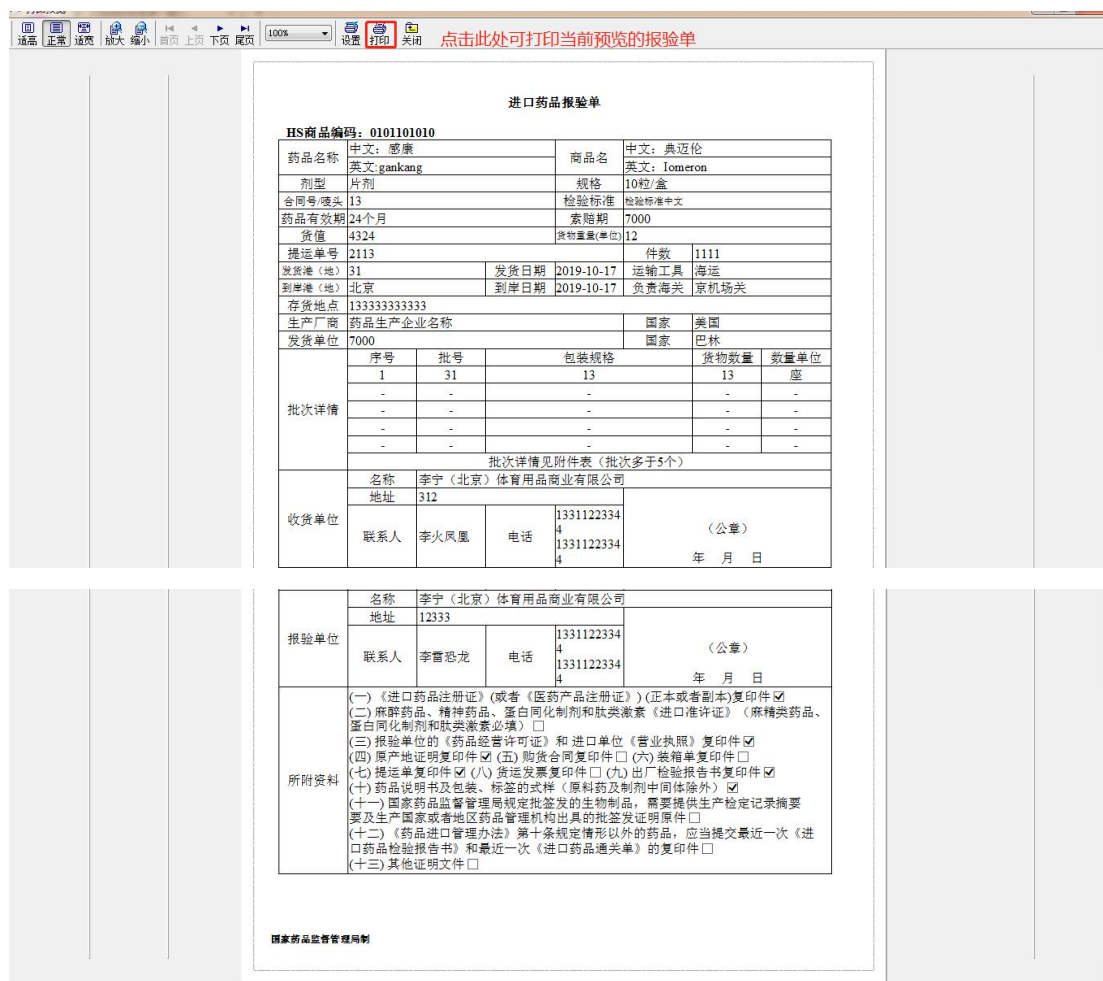 适高 正常 适宽 放大 缩小 首页 上页 下页 尾页 100% 设置 打印 关闭 点击此处可打印当前预览的报验单
进口药品报验单
HS商品编码：0101101010
药品名称 中文：感康 商品名 中文：典迈伦
英文:gankang 英文：Iomeron
剂型 片剂 规格 10粒/盒
合同号/唛头 13 检验标准 检验标准中文
药品有效期 24个月 索赔期 7000
货值 4324 货物重量(单位) 12
提运单号 2113 件数 1111
发货港（地） 31 发货日期 2019-10-17 运输工具 海运
到岸港（地） 北京 到岸日期 2019-10-17 负责海关 京机场关
存货地点 133333333333
生产厂商 药品生产企业名称 国家 美国
发货单位 7000 国家 巴林
批次详情 序号 批号 包装规格 货物数量 数量单位
1 31 13 13 座
- - - - -
- - - - -
- - - - -
- - - - -
批次详情见附件表（批次多于5个）
收货单位 名称 李宁（北京）体育用品商业有限公司
地址 312
联系人 李火凤凰 电话 1331122334
4
1331122334
4
（公章）
年 月 日
报验单位 名称 李宁（北京）体育用品商业有限公司
地址 12333
联系人 李雷恐龙 电话 1331122334
4
1331122334
4
（公章）
年 月 日
所附资料
(一) 《进口药品注册证》(或者《医药产品注册证》) (正本或者副本)复印件☑
(二) 麻醉药品、精神药品、蛋白同化制剂和肽类激素《进口准许证》（麻精类药品、
蛋白同化制剂和肽类激素必填）□
(三) 报验单位的《药品经营许可证》和 进口单位《营业执照》复印件☑
(四) 原产地证明复印件☑ (五) 购货合同复印件□ (六) 装箱单复印件□
(七) 提运单复印件☑ (八) 货运发票复印件□ (九) 出厂检验报告书复印件☑
(十) 药品说明书及包装、标签的式样（原料药及制剂中间体除外）☑
(十一) 国家药品监督管理局规定批签发的生物制品，需要提供生产检定记录摘要
要及生产国家或者地区药品管理机构出具的批签发证明原件□
(十二) 《药品进口管理办法》第十条规定情形以外的药品，应当提交最近一次《进
口药品检验报告书》和最近一次《进口药品通关单》的复印件□
(十三) 其他证明文件□
国家药品监督管理局制